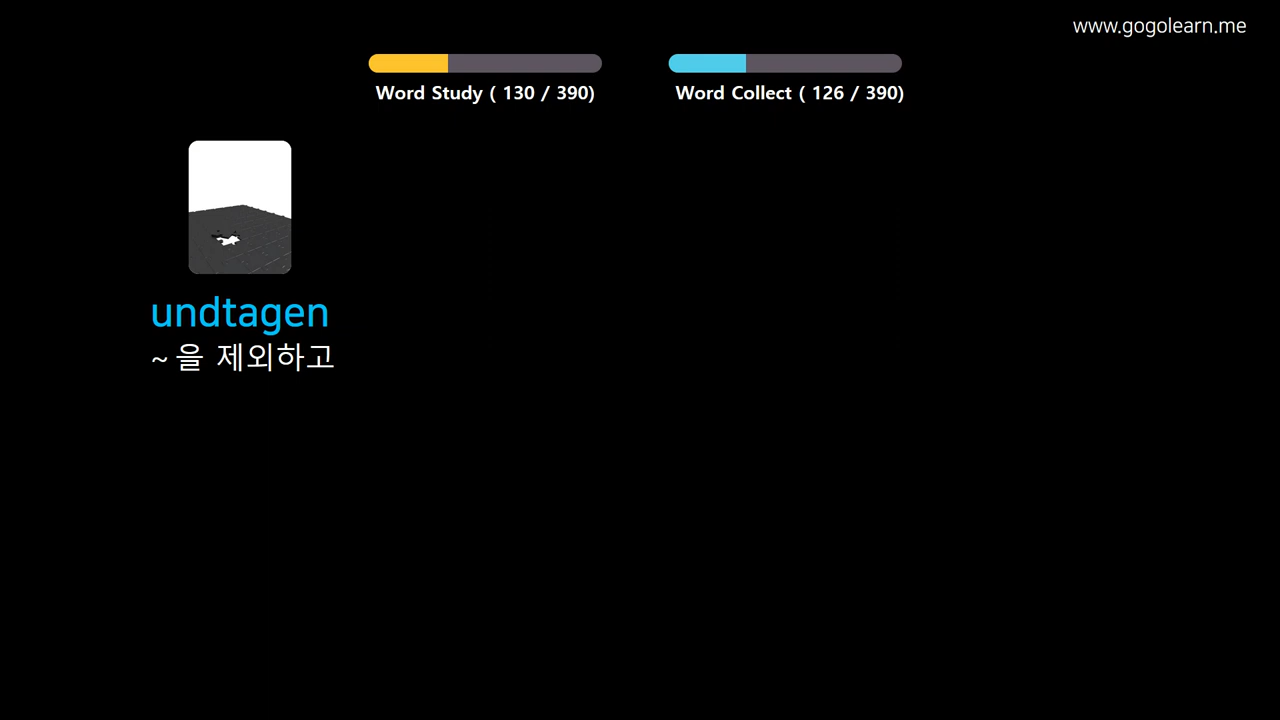 www.gogolearn.me
Word Study ( 130 / 390)
Word Collect ( 126 / 390)
undtagen
~ 을 제외하고